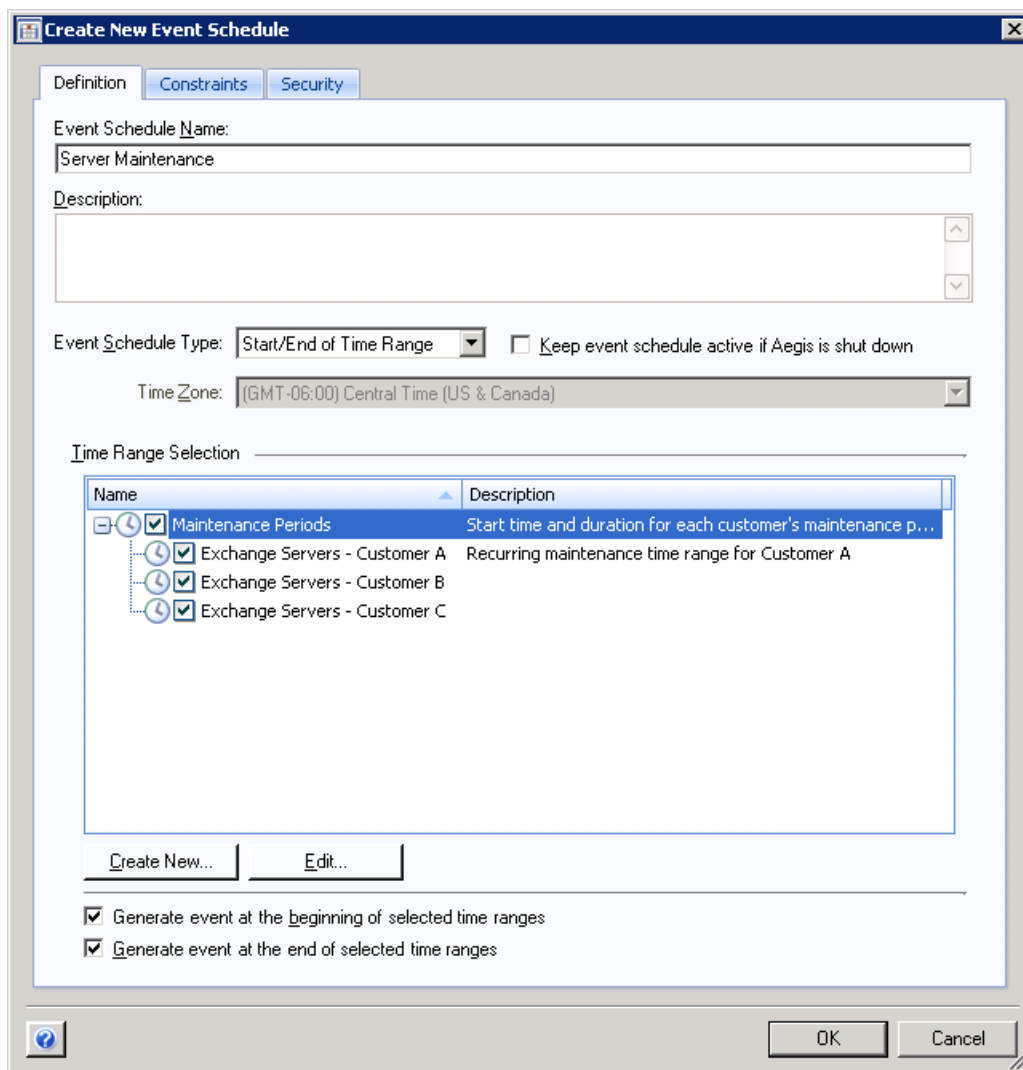 Create New Event Schedule
Definition Constraints Security
Event Schedule Name:
Server Maintenance
Description:
Event Schedule Type: Start/End of Time Range Keep event schedule active if Aegis is shut down
Time Zone: (GMT-06:00) Central Time (US & Canada)
Time Range Selection
Name Description
Maintenance Periods Start time and duration for each customer's maintenance p...
Exchange Servers - Customer A Recurring maintenance time range for Customer A
Exchange Servers - Customer B
Exchange Servers - Customer C
Create New... Edit...
Generate event at the beginning of selected time ranges
Generate event at the end of selected time ranges
OK Cancel